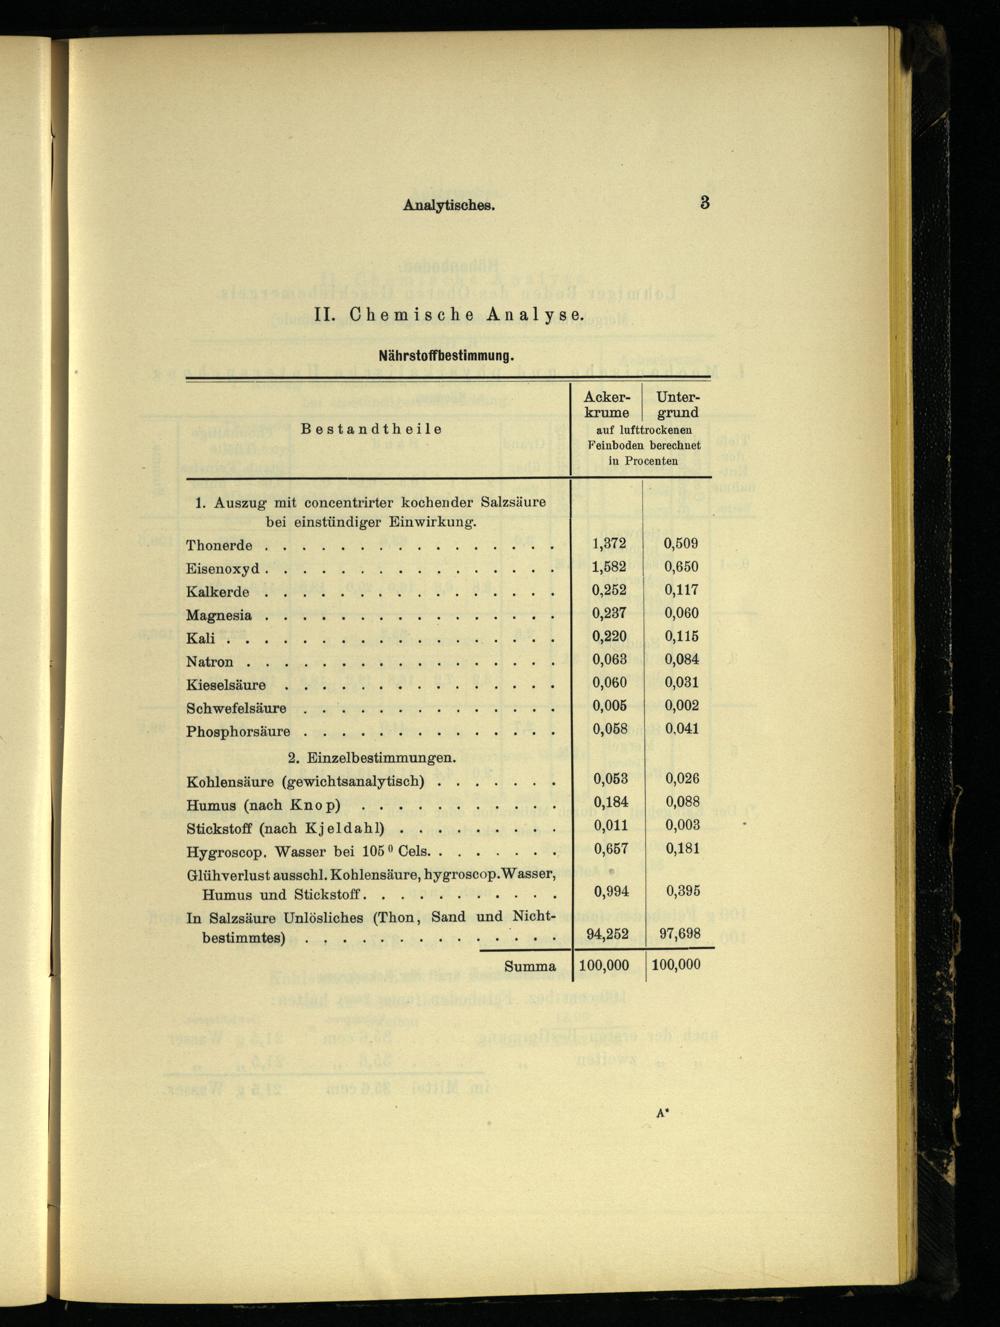 Analytisches. 3
II. Chemische Analyse.
Nährstoffbestimmung.
Bestandtheile
Acker- Unter-
krume grund
auf lufttrockenen
Feinboden berechnet
in Procenten
1. Auszug mit concentrirter kochender Salzsäure
bei einstündiger Einwirkung.
Thonerde . . . . . . . . . . . . . . . . 1,372 0,509
Eisenoxyd . . . . . . . . . . . . . . . . 1,582 0,650
Kalkerde . . . . . . . . . . . . . . . . 0,252 0,117
Magnesia . . . . . . . . . . . . . . . . 0,237 0,060
Kali . . . . . . . . . . . . . . . . . . 0,220 0,115
Natron . . . . . . . . . . . . . . . . . 0,063 0,084
Kieselsäure . . . . . . . . . . . . . . . 0,060 0,031
Schwefelsäure . . . . . . . . . . . . . . 0,005 0,002
Phosphorsäure . . . . . . . . . . . . . . 0,058 0.041
2. Einzelbestimmungen.
Kohlensäure (gewichtsanalytisch) . . . . . . . 0,053 0,026
Humus (nach Knop) . . . . . . . . . . . 0,184 0,088
Stickstoff (nach Kjeldahl) . . . . . . . . . 0,011 0,003
Hygroscop. Wasser bei 105⁰ Cels. . . . . . . . 0,657 0,181
Glühverlust ausschl. Kohlensäure, hygroscop. Wasser,
Humus und Stickstoff . . . . . . . . . . . 0,994 0,395
In Salzsäure Unlösliches (Thon, Sand und Nicht-
bestimmtes) . . . . . . . . . . . . . . 94,252 97,698
Summa 100,000 100,000
A*